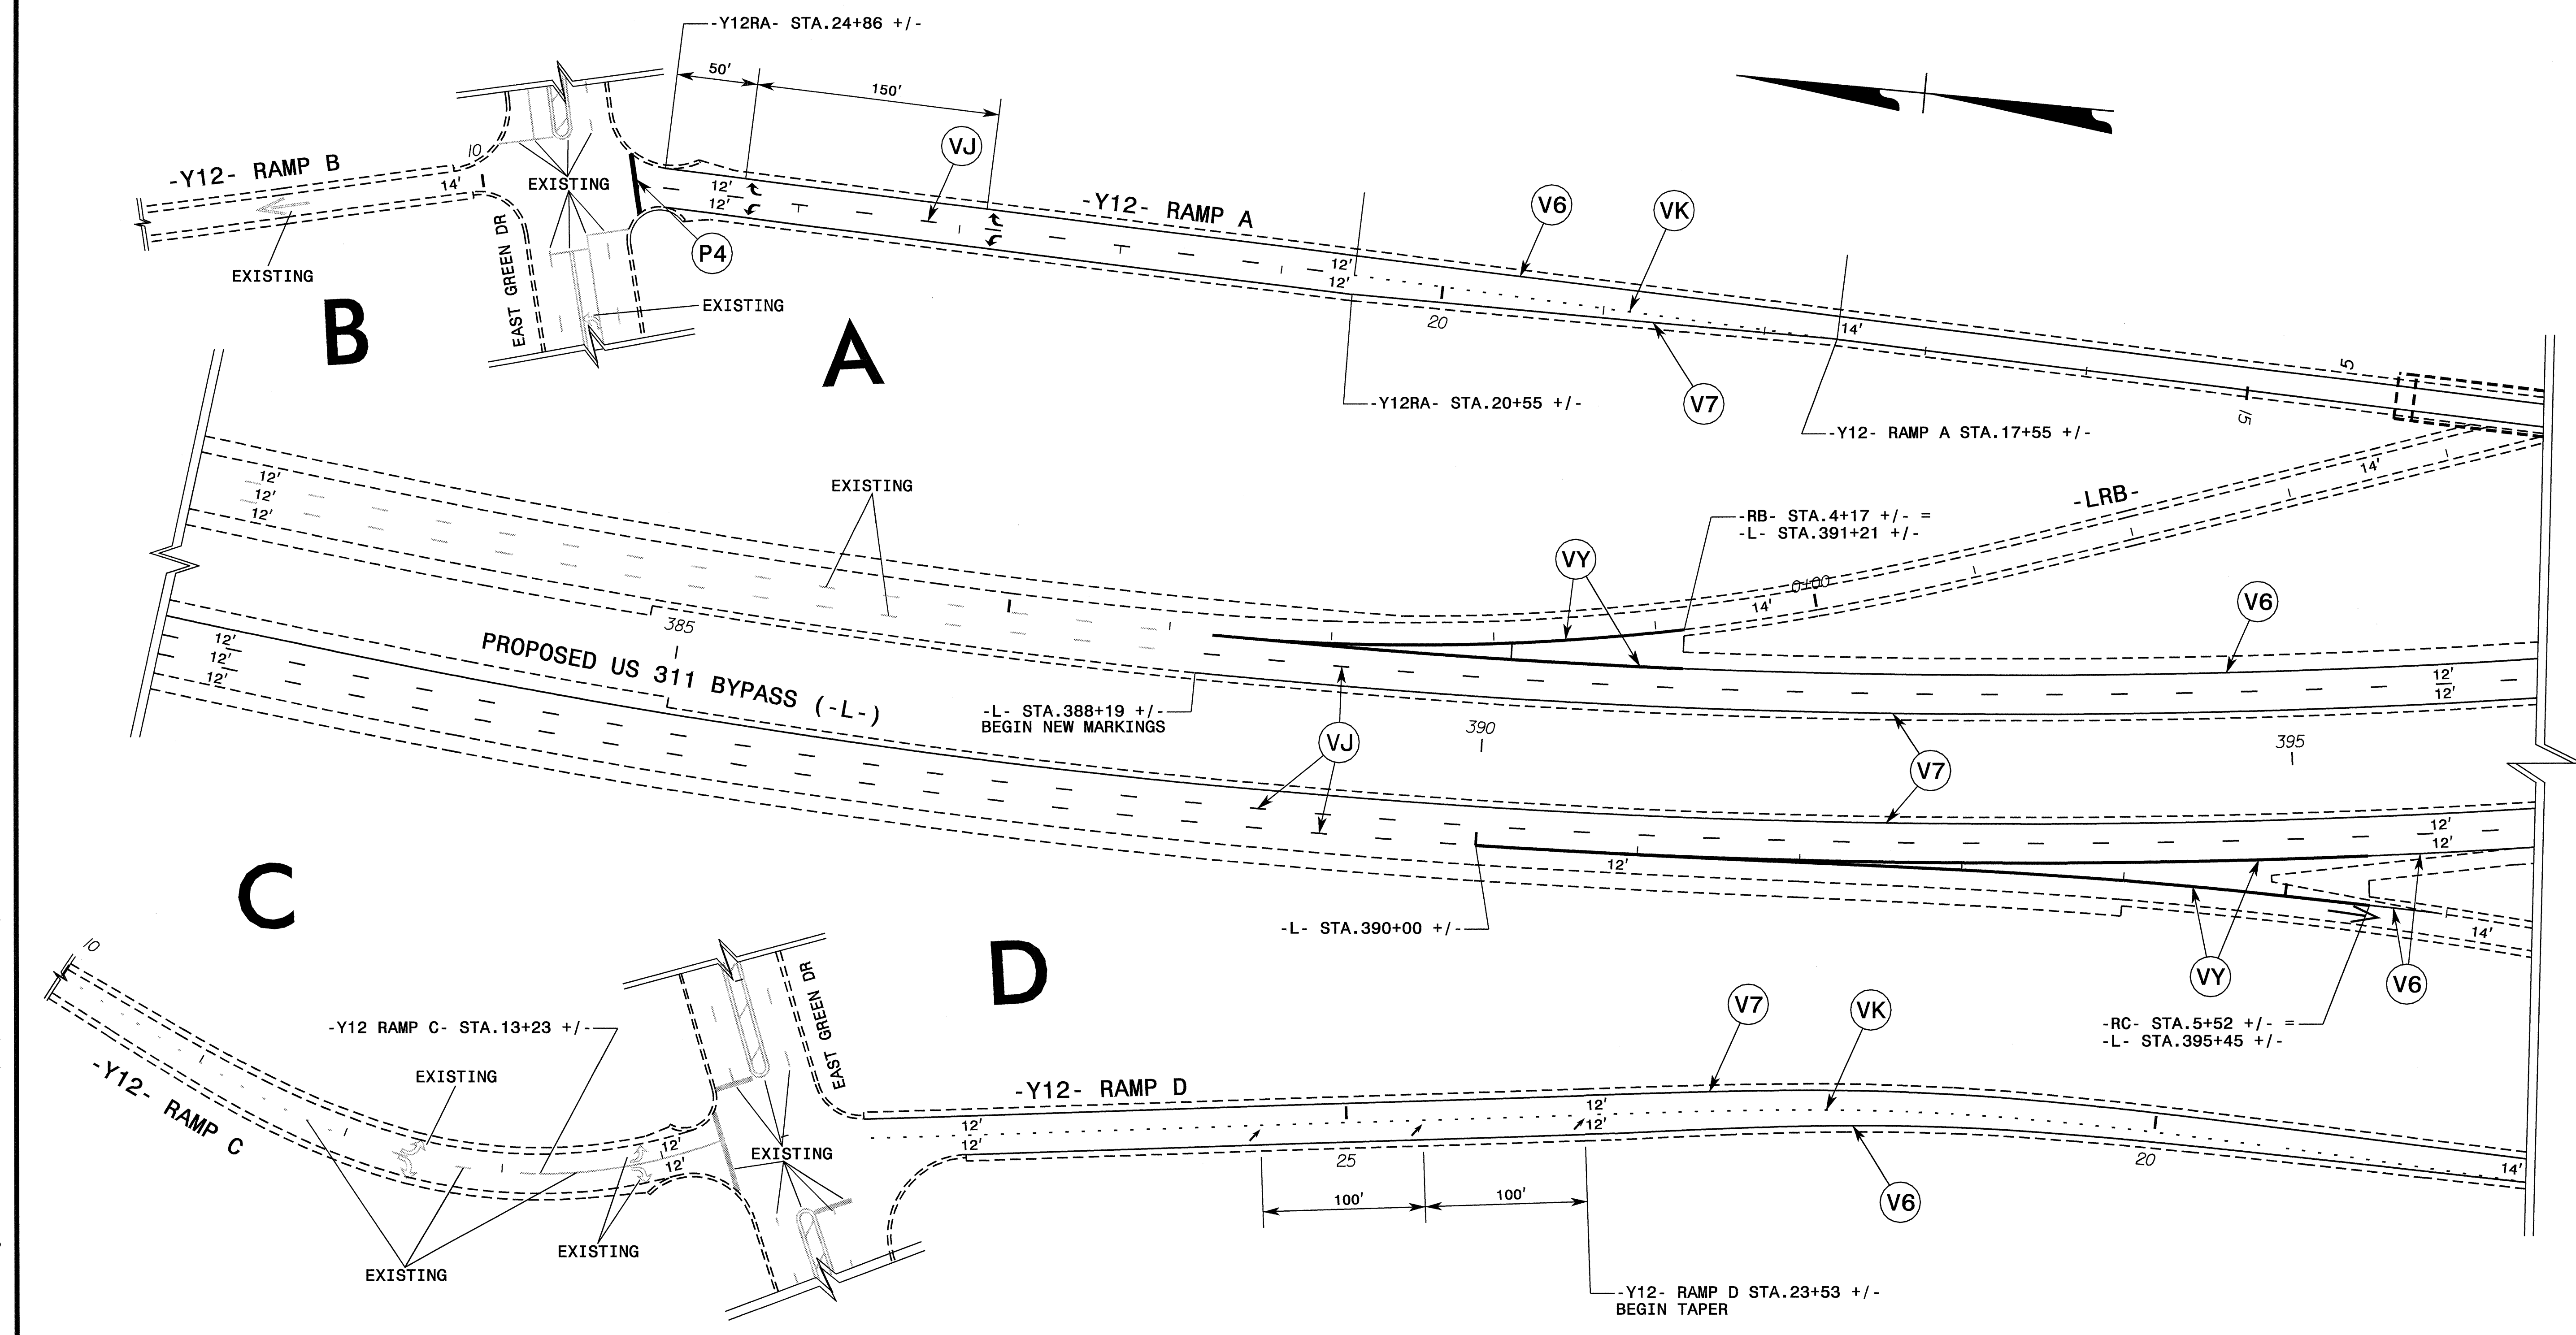 -Y12RA- STA.24+86 +/-
50'
150'
VJ
-Y12- RAMP B
10
14'
EXISTING
EXISTING
EAST GREEN DR
12'
12'
P4
EXISTING
-Y12- RAMP A
V6
VK
12'
12'
20
V7
14'
5
15
-Y12RA- STA.20+55 +/-
-Y12- RAMP A STA.17+55 +/-
B
A
12'
12'
12'
EXISTING
-RB- STA.4+17 +/- =
-L- STA.391+21 +/-
-LRB-
14'
VY
0+00
14'
V6
385
PROPOSED US 311 BYPASS (-L-)
12'
12'
12'
-L- STA.388+19 +/-
BEGIN NEW MARKINGS
VJ
390
395
12'
12'
V7
12'
12'
12'
C
-L- STA.390+00 +/-
D
VY
V6
14'
-RC- STA.5+52 +/- =
-L- STA.395+45 +/-
10
-Y12 RAMP C- STA.13+23 +/-
EXISTING
-Y12- RAMP C
EAST GREEN DR
12'
12'
EXISTING
EXISTING
EXISTING
-Y12- RAMP D
V7
VK
12'
12'
12'
12'
25
20
14'
100'
100'
V6
-Y12- RAMP D STA.23+53 +/-
BEGIN TAPER